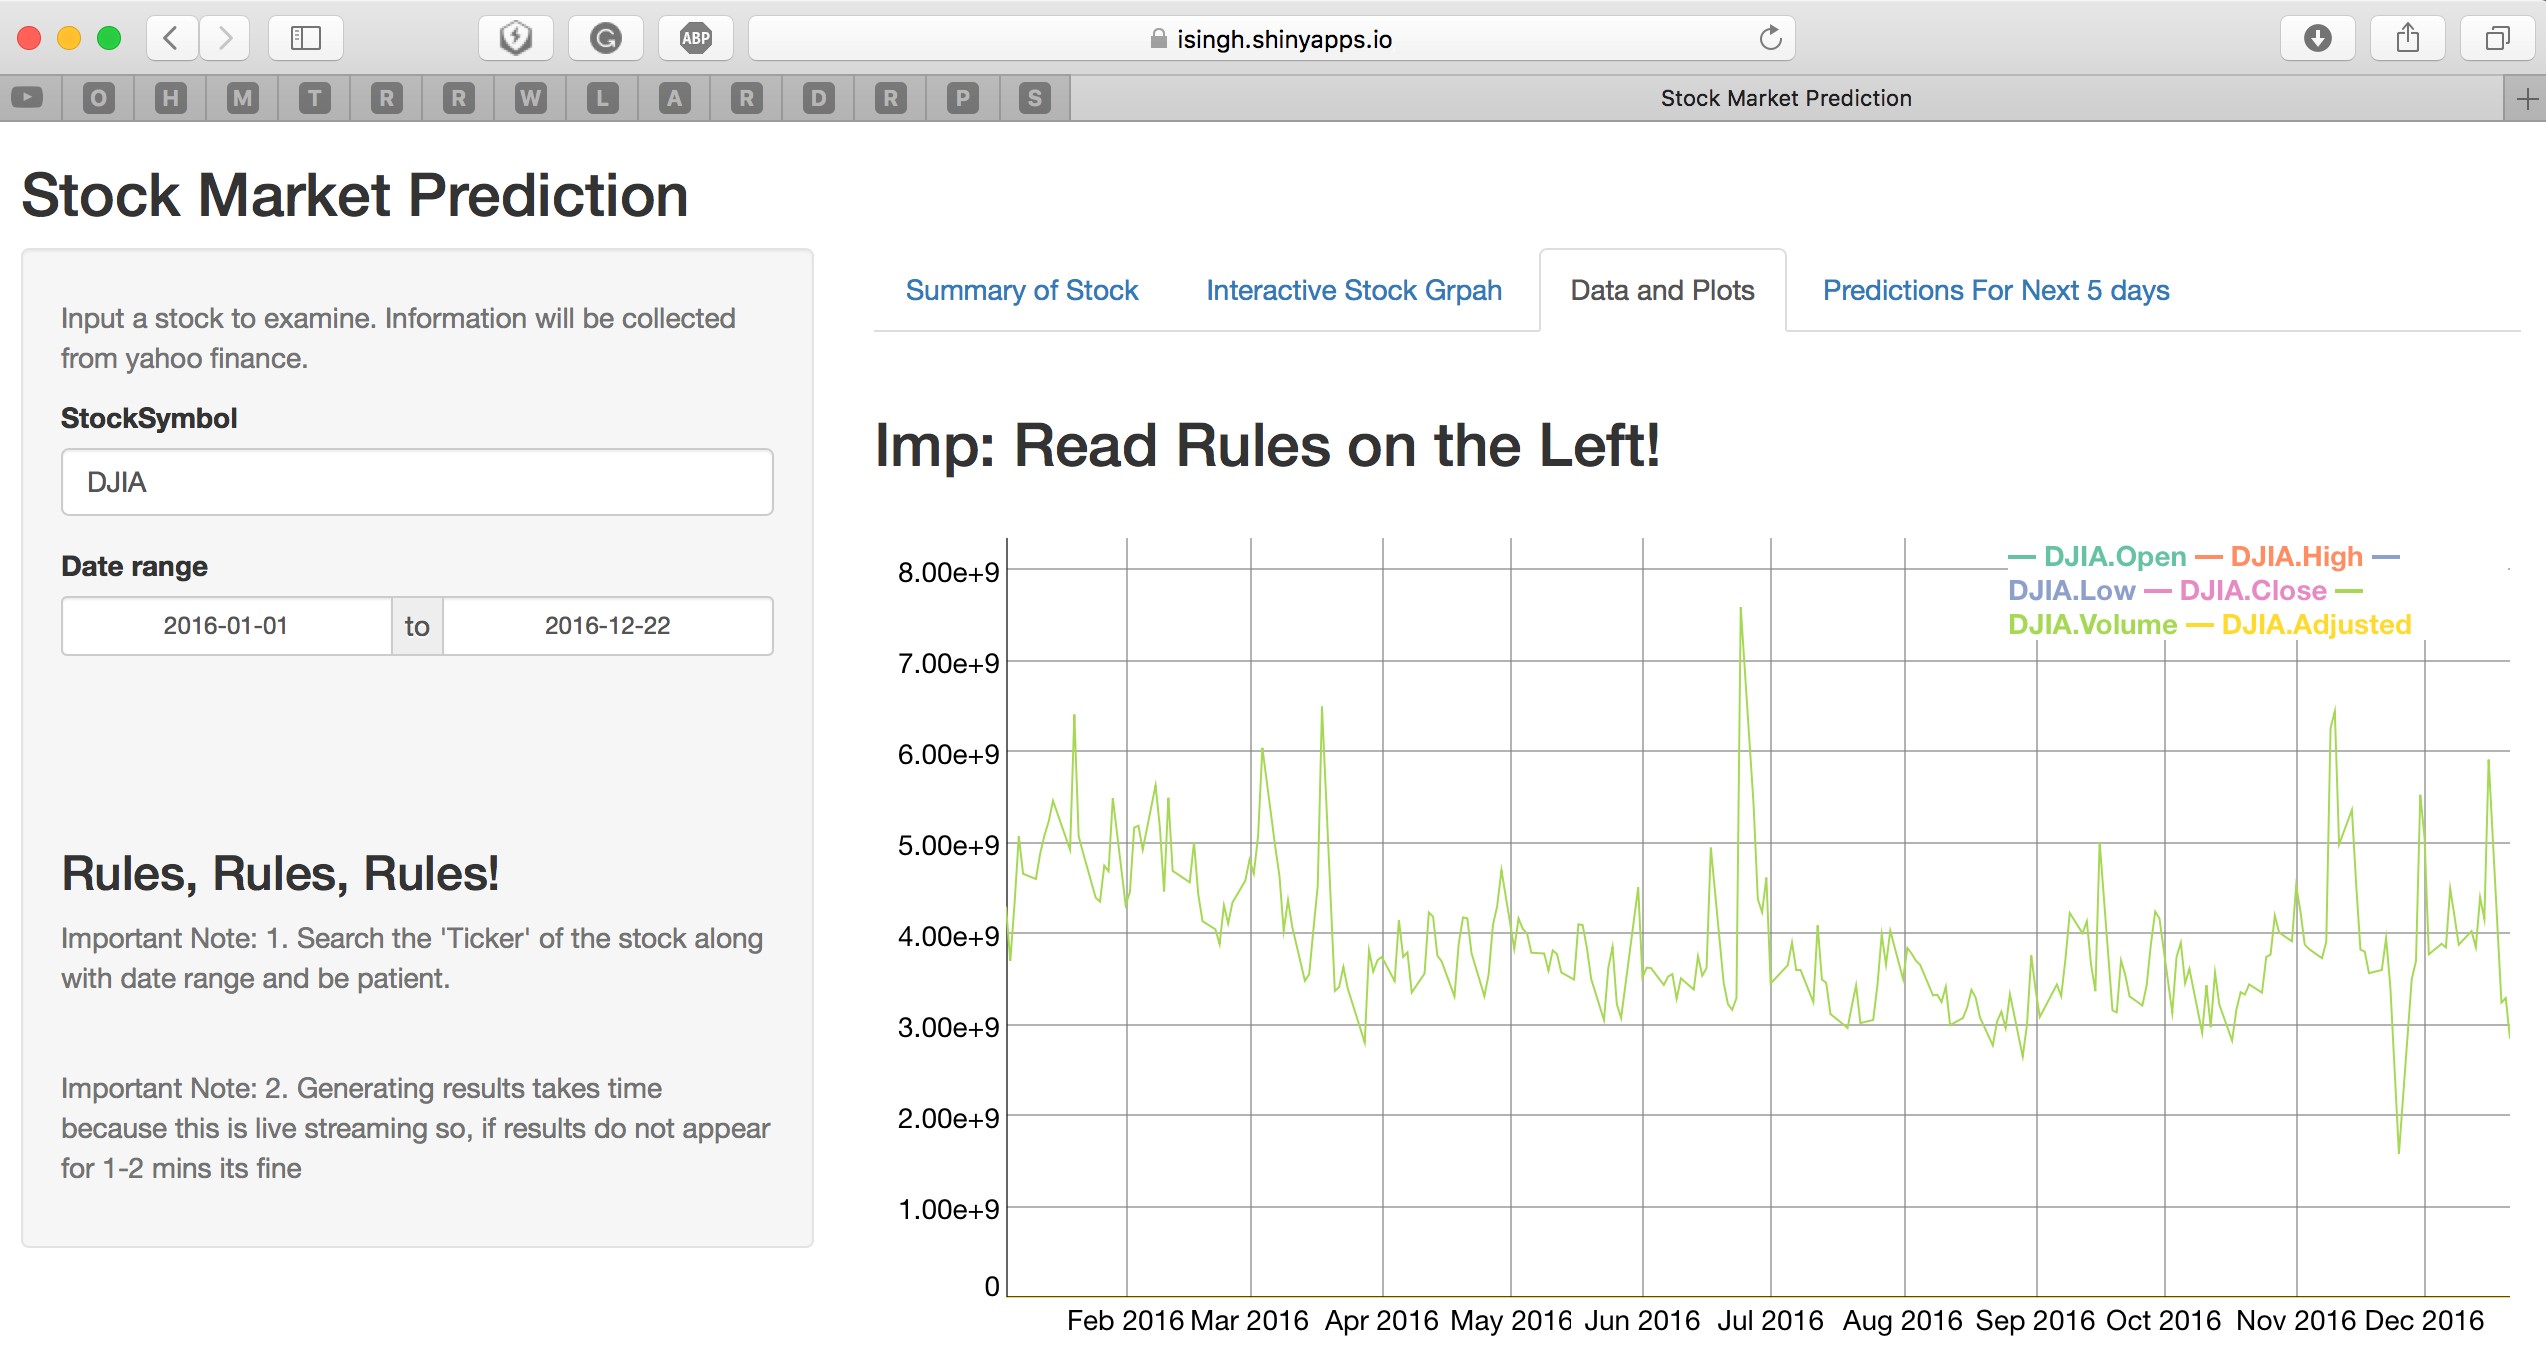 ABP
isingh.shinyapps.io
O H M T R R W L A R D R P S
Stock Market Prediction
Stock Market Prediction
Input a stock to examine. Information will be collected
from yahoo finance.
StockSymbol
DJIA
Date range
2016-01-01 to 2016-12-22
Rules, Rules, Rules!
Important Note: 1. Search the 'Ticker' of the stock along
with date range and be patient.
Important Note: 2. Generating results takes time
because this is live streaming so, if results do not appear
for 1-2 mins its fine
Summary of Stock Interactive Stock Grpah Data and Plots Predictions For Next 5 days
Imp: Read Rules on the Left!
DJIA.Open DJIA.High
DJIA.Low DJIA.Close
DJIA.Volume DJIA.Adjusted
8.00e+9
7.00e+9
6.00e+9
5.00e+9
4.00e+9
3.00e+9
2.00e+9
1.00e+9
0
Feb 2016 Mar 2016 Apr 2016 May 2016 Jun 2016 Jul 2016 Aug 2016 Sep 2016 Oct 2016 Nov 2016 Dec 2016